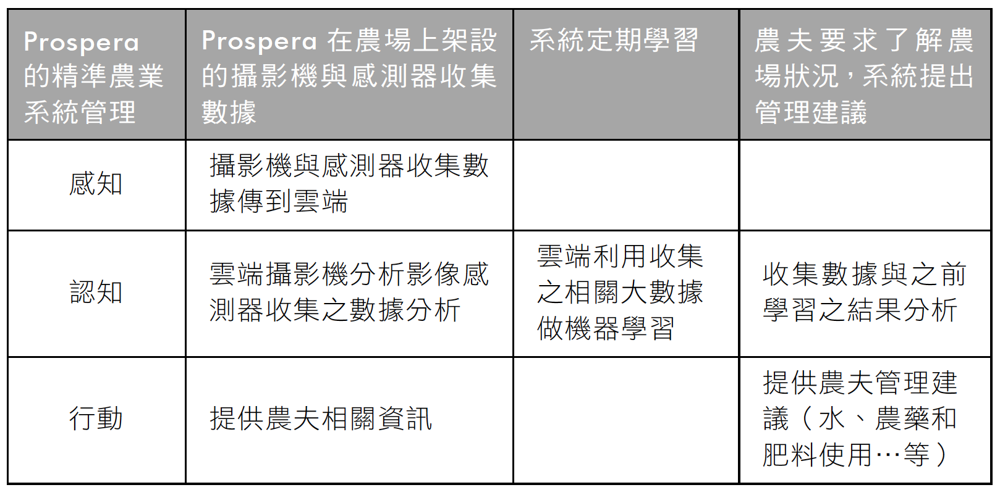 Prospera
的精準農業
系統管理
Prospera 在農場上架設
的攝影機與感測器收集
數據
系統定期學習
農夫要求了解農
場狀況，系統提出
管理建議
感知
攝影機與感測器收集數
據傳到雲端
認知
雲端攝影機分析影像感
測器收集之數據分析
雲端利用收集
之相關大數據
做機器學習
收集數據與之前
學習之結果分析
行動
提供農夫相關資訊
提供農夫管理建
議（水、農藥和
肥料使用…等）